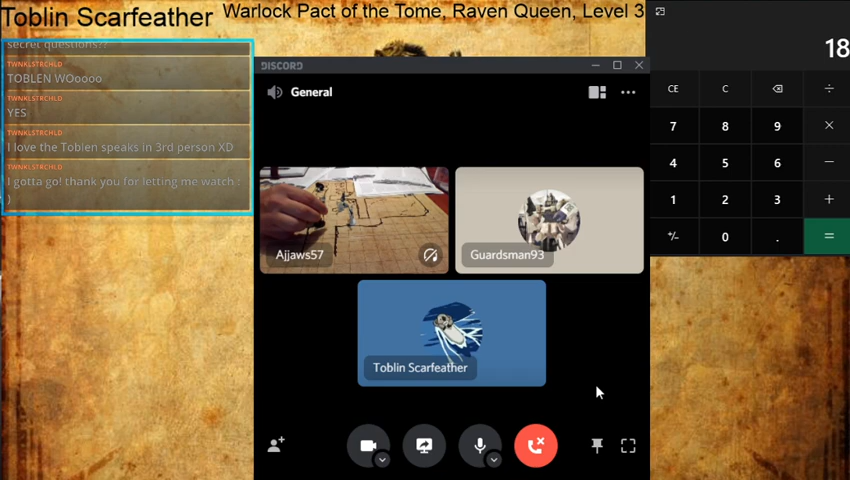 Toblin Scarfeather
Warlock Pact of the Tome, Raven Queen, Level 3
secret questions??
TWNKLSTRCHLD
TOBLEN WOoooo
TWNKLSTRCHLD
YES
TWNKLSTRCHLD
I love the Toblen speaks in 3rd person XD
TWNKLSTRCHLD
I gotta go! thank you for letting me watch :
)
DISCORD
General
Ajjaws57
Guardsman93
Toblin Scarfeather
18
CE C
7 8 9 ×
4 5 6 −
1 2 3 +
+/− 0 . =
÷